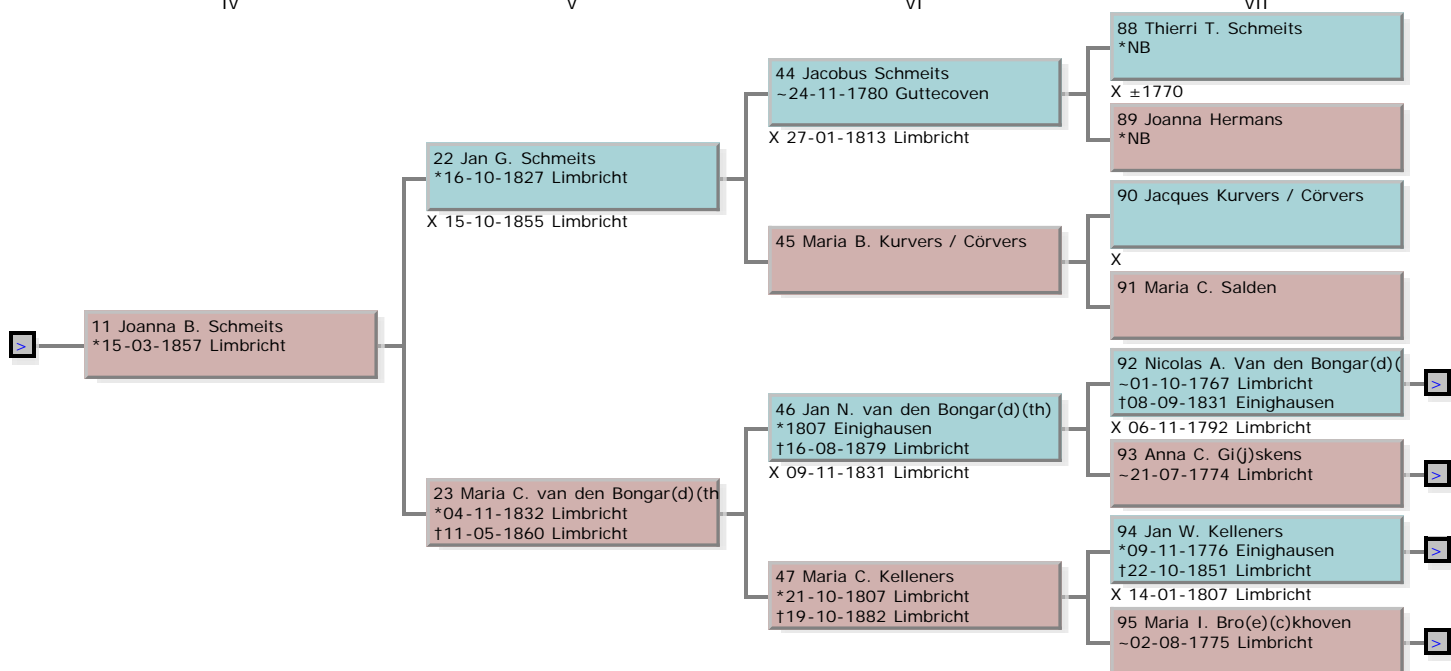 IV
V
VI
VII
>
11 Joanna B. Schmeits
*15-03-1857 Limbricht
22 Jan G. Schmeits
*16-10-1827 Limbricht
X 15-10-1855 Limbricht
23 Maria C. van den Bongar(d)(th
*04-11-1832 Limbricht
†11-05-1860 Limbricht
44 Jacobus Schmeits
~24-11-1780 Guttecoven
X 27-01-1813 Limbricht
45 Maria B. Kurvers / Cörvers
46 Jan N. van den Bongar(d)(th)
*1807 Einighausen
†16-08-1879 Limbricht
X 09-11-1831 Limbricht
47 Maria C. Kelleners
*21-10-1807 Limbricht
†19-10-1882 Limbricht
88 Thierri T. Schmeits
*NB
X ±1770
89 Joanna Hermans
*NB
90 Jacques Kurvers / Cörvers
X
91 Maria C. Salden
92 Nicolas A. Van den Bongar(d)(
~01-10-1767 Limbricht
†08-09-1831 Einighausen
>
X 06-11-1792 Limbricht
93 Anna C. Gi(j)skens
~21-07-1774 Limbricht
>
94 Jan W. Kelleners
*09-11-1776 Einighausen
†22-10-1851 Limbricht
>
X 14-01-1807 Limbricht
95 Maria I. Bro(e)(c)khoven
~02-08-1775 Limbricht
>